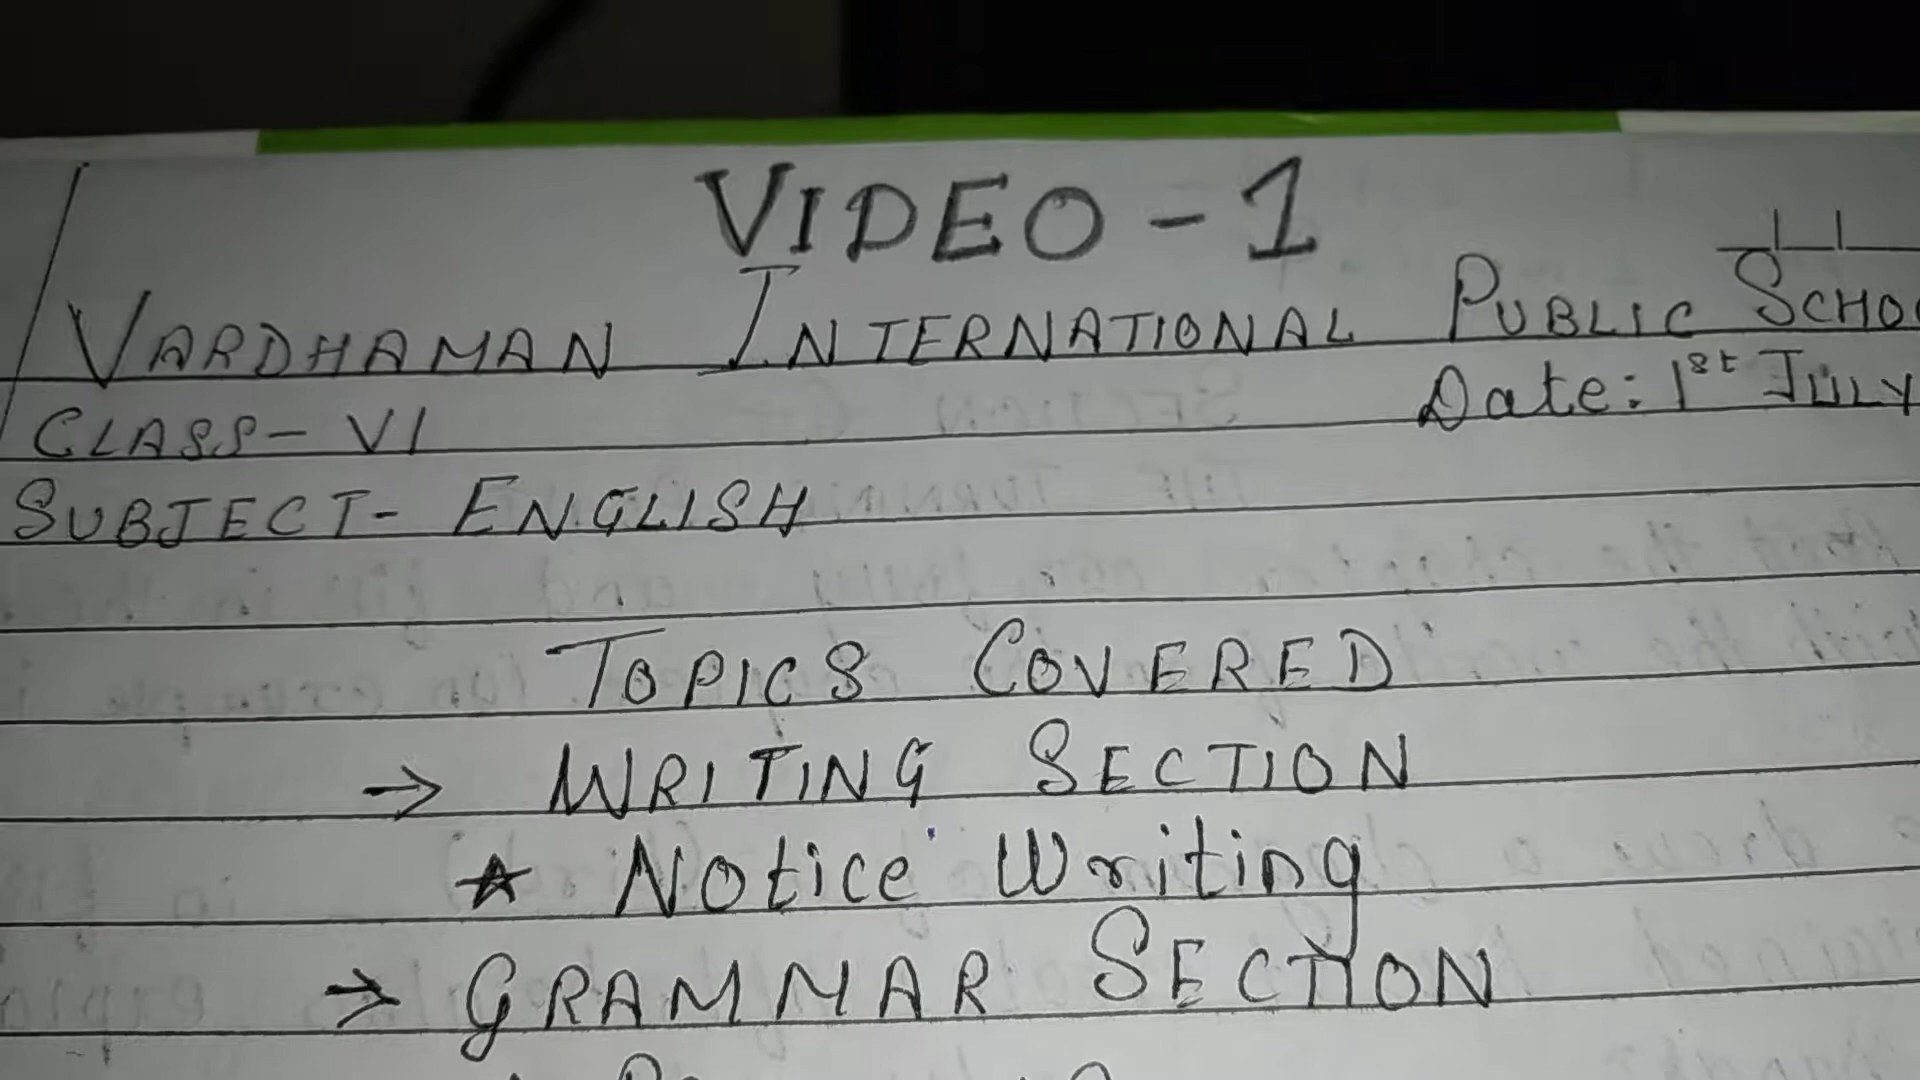 VIDEO - 1
VARDHAMAN INTERNATIONAL PUBLIC SCHO
CLASS - VI
Date: 1st JULY
SUBJECT - ENGLISH
TOPICS COVERED
→ WRITING SECTION
★ Notice Writing
→ GRAMMAR SECTION